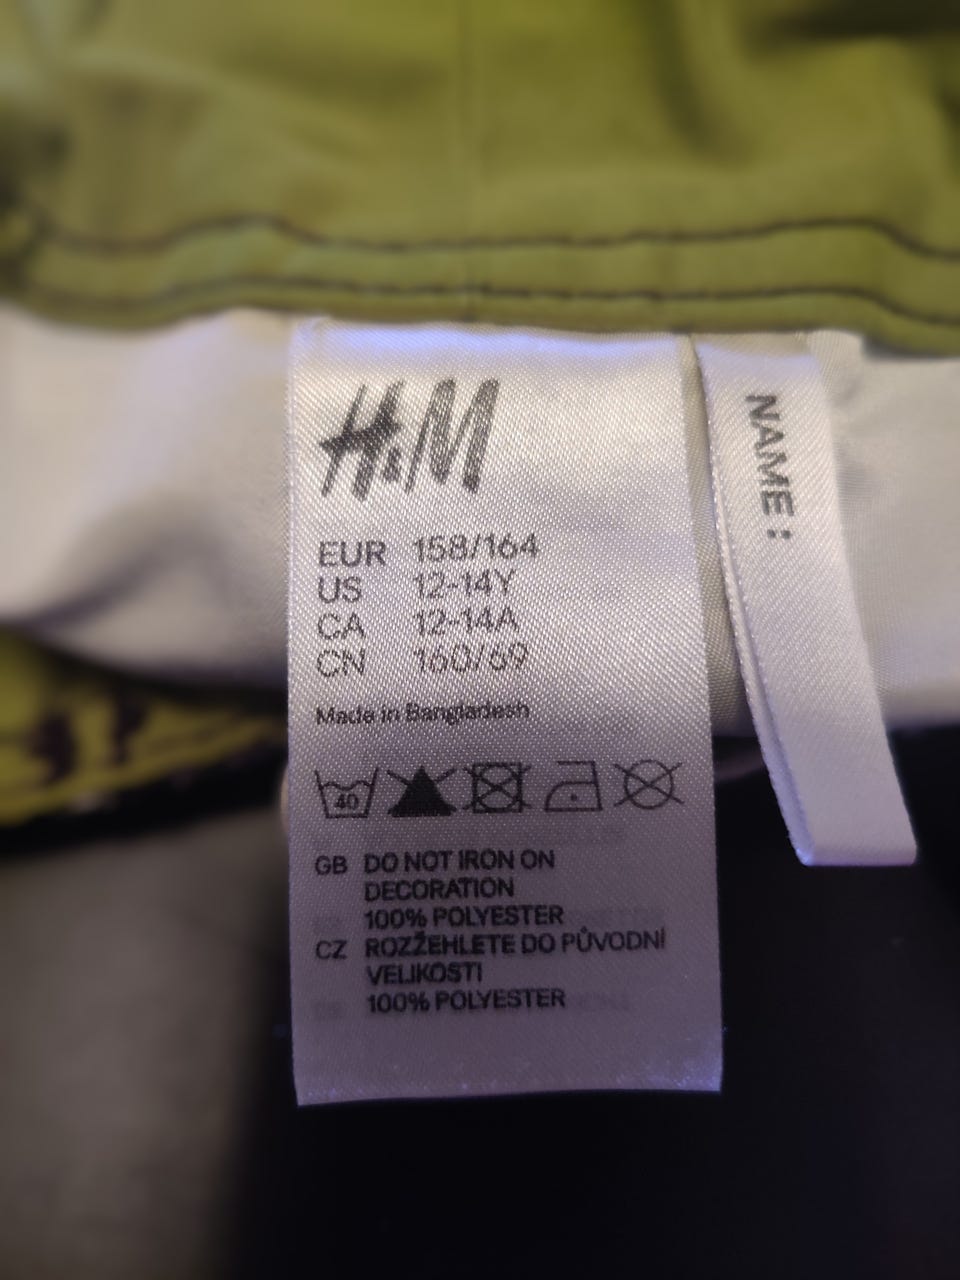 H&M
EUR 158/164
US 12-14Y
CA 12-14A
CN 160/69
Made in Bangladesh
40
GB DO NOT IRON ON
DECORATION
100% POLYESTER
CZ ROZŽEHLETE DO PŮVODNÍ
VELIKOSTI
100% POLYESTER
NAME :